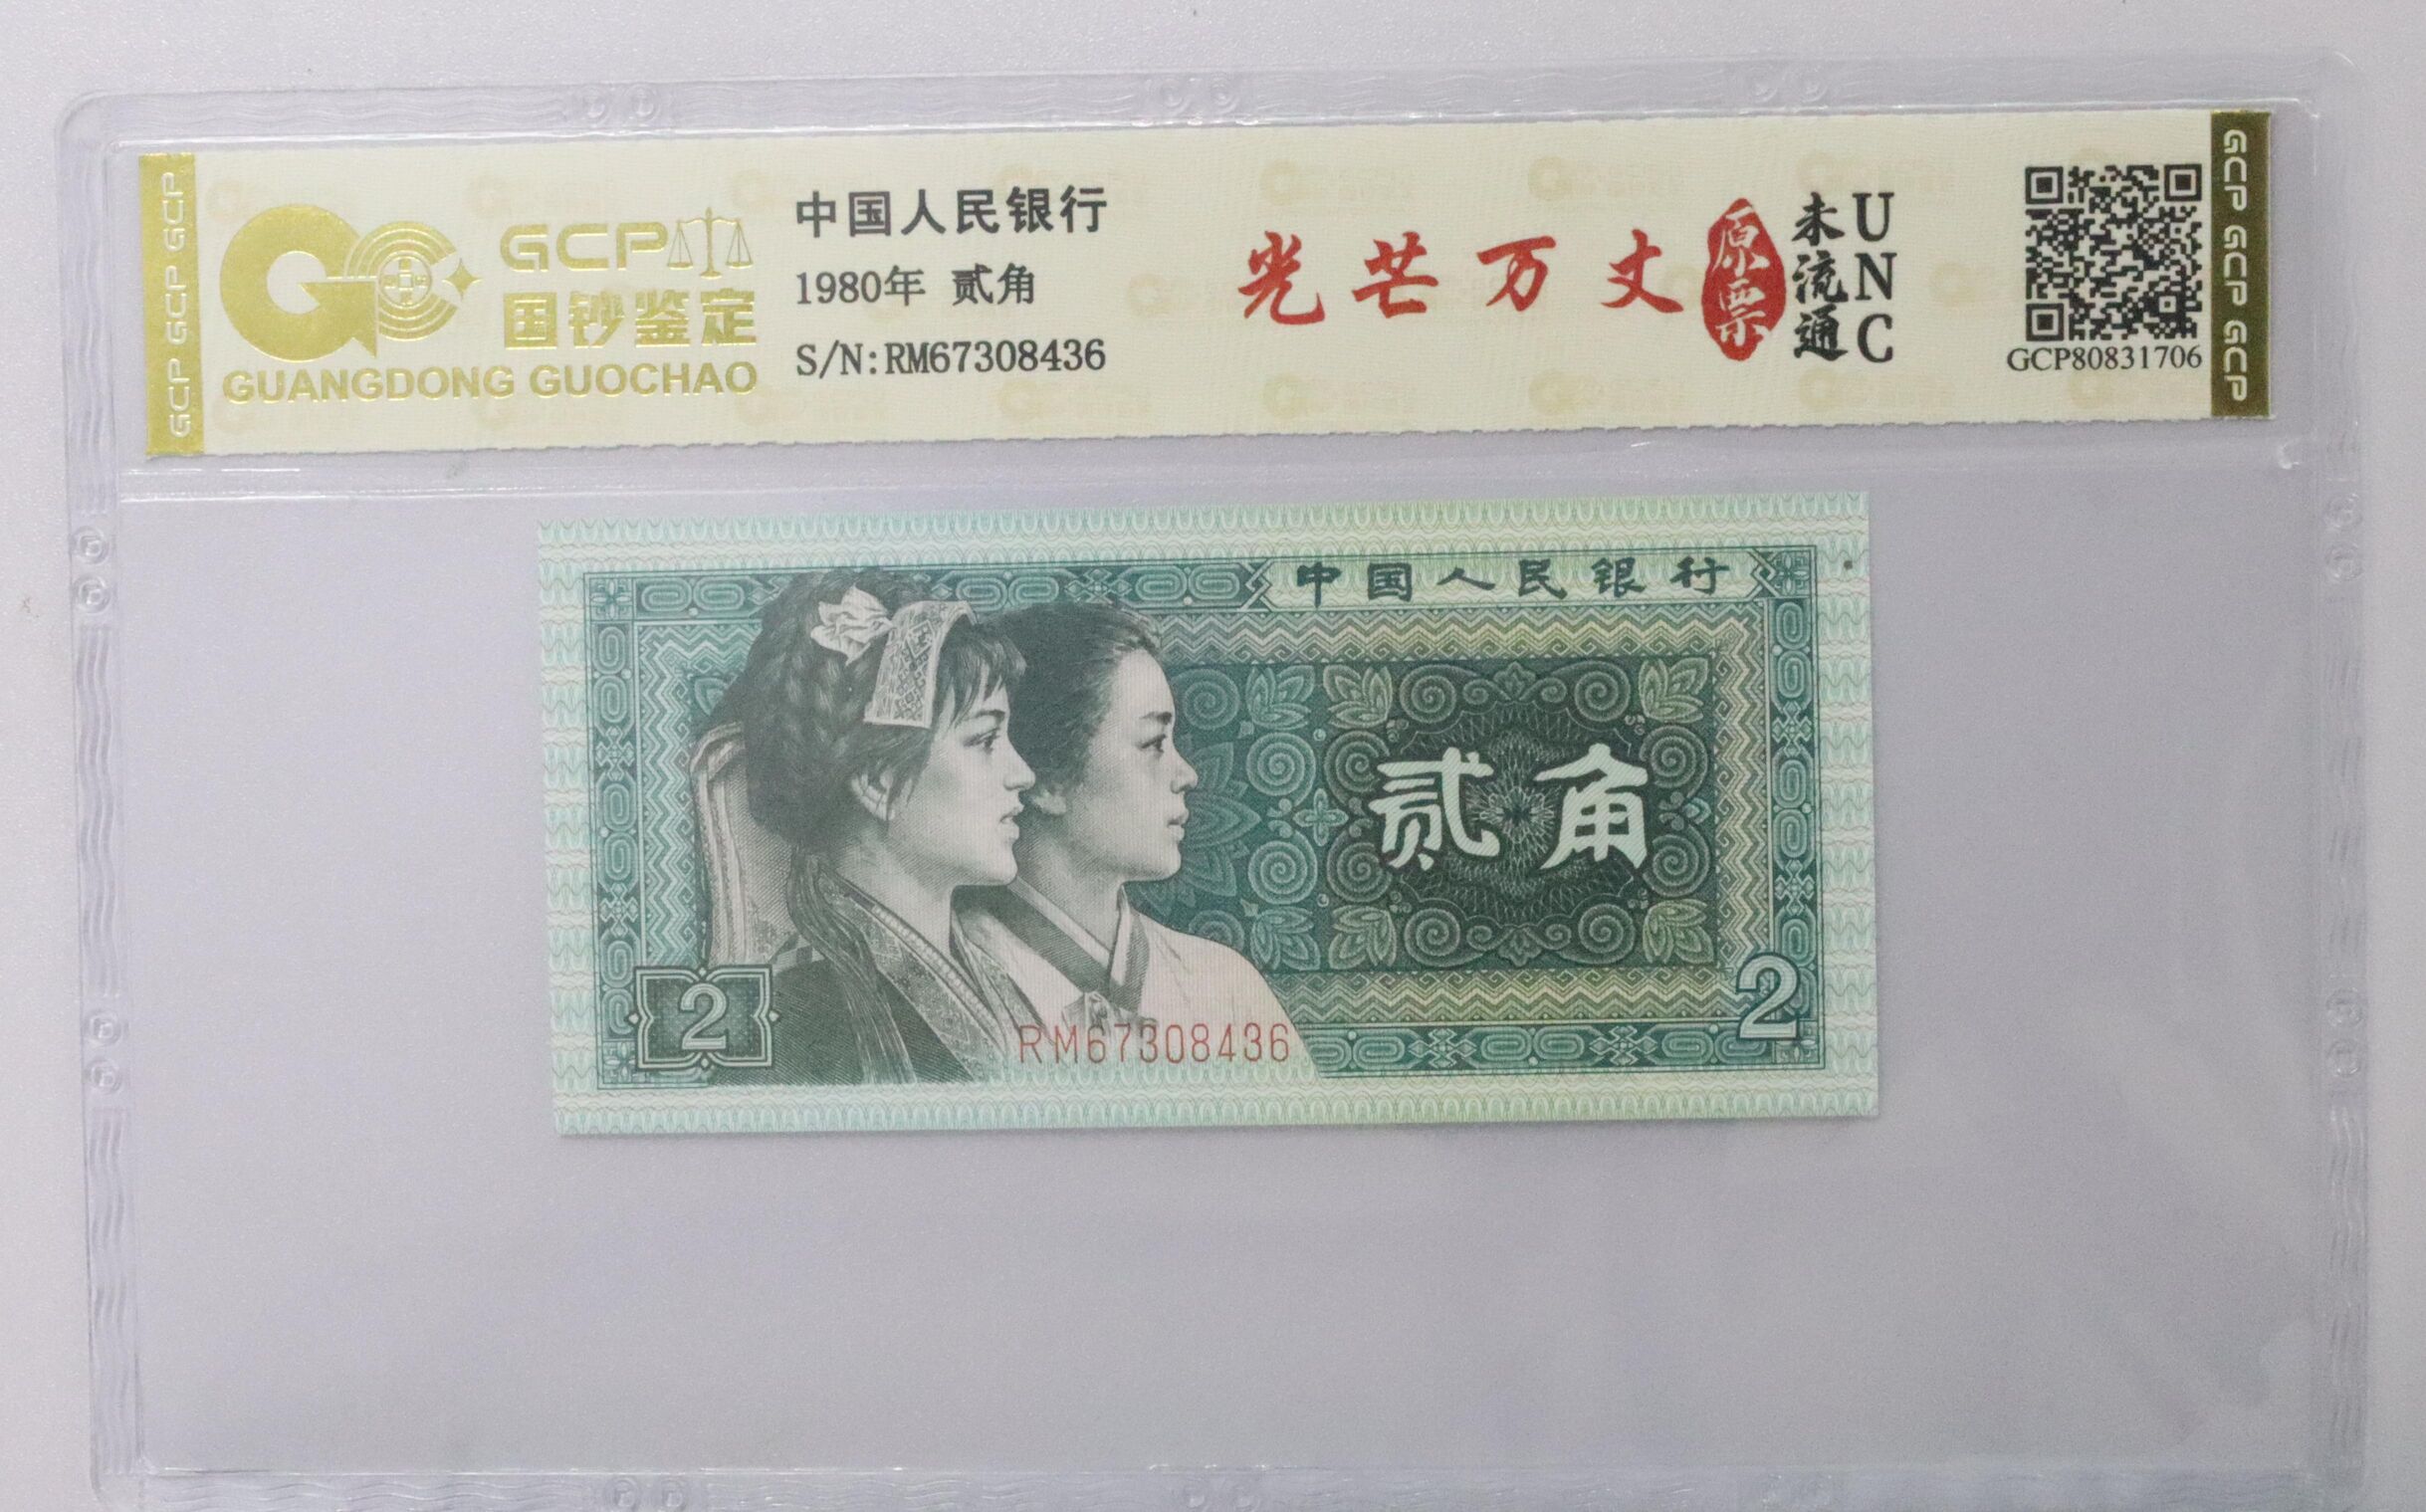 GCP GCP GCP
GCP
国钞鉴定
GUANGDONG GUOCHAO
中国人民银行
1980年 贰角
S/N:RM67308436
光芒万丈
原票
未流通
UNC
GCP80831706
GCP GCP GCP
中国人民银行
贰角
2
RM67308436
2